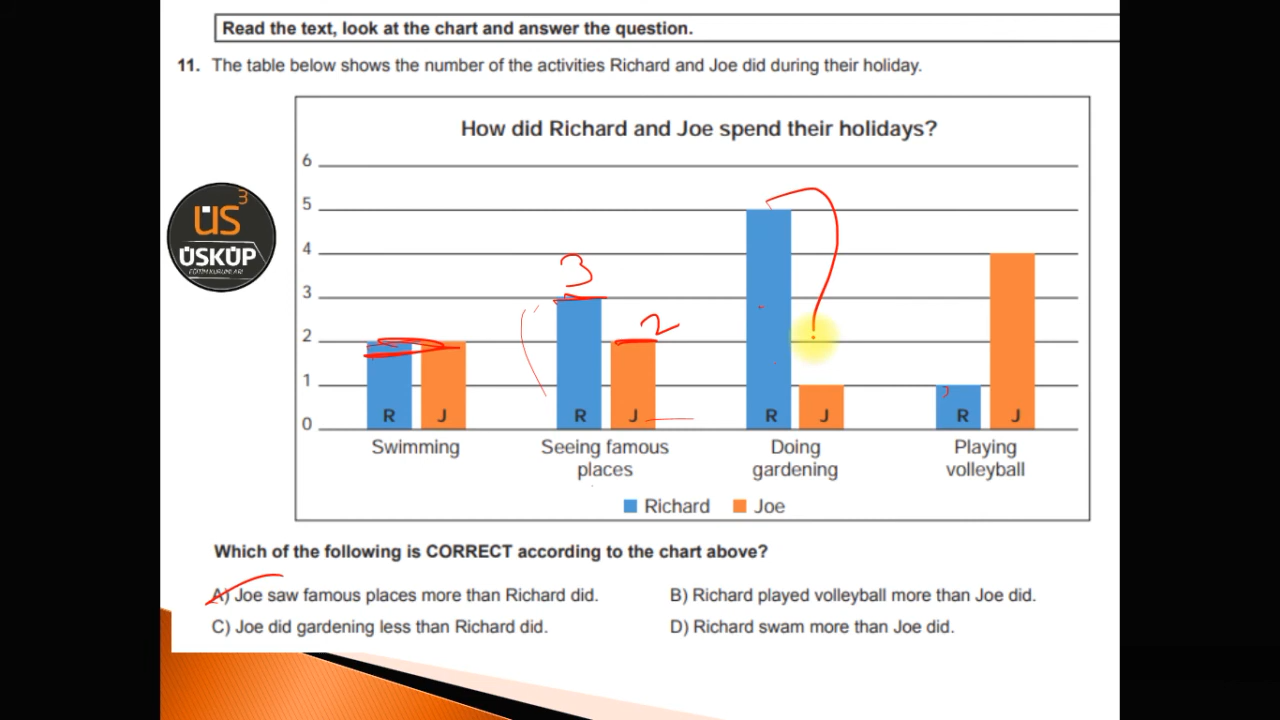 Read the text, look at the chart and answer the question.
11. The table below shows the number of the activities Richard and Joe did during their holiday.
How did Richard and Joe spend their holidays?
6
5
4
3
2
1
0
3
2
R J R J R J R J
Swimming
Seeing famous
places
Doing
gardening
Playing
volleyball
Richard Joe
üs3
ÜSKÜP
EĞİTİM KURUMLARI
Which of the following is CORRECT according to the chart above?
A) Joe saw famous places more than Richard did.
B) Richard played volleyball more than Joe did.
C) Joe did gardening less than Richard did.
D) Richard swam more than Joe did.